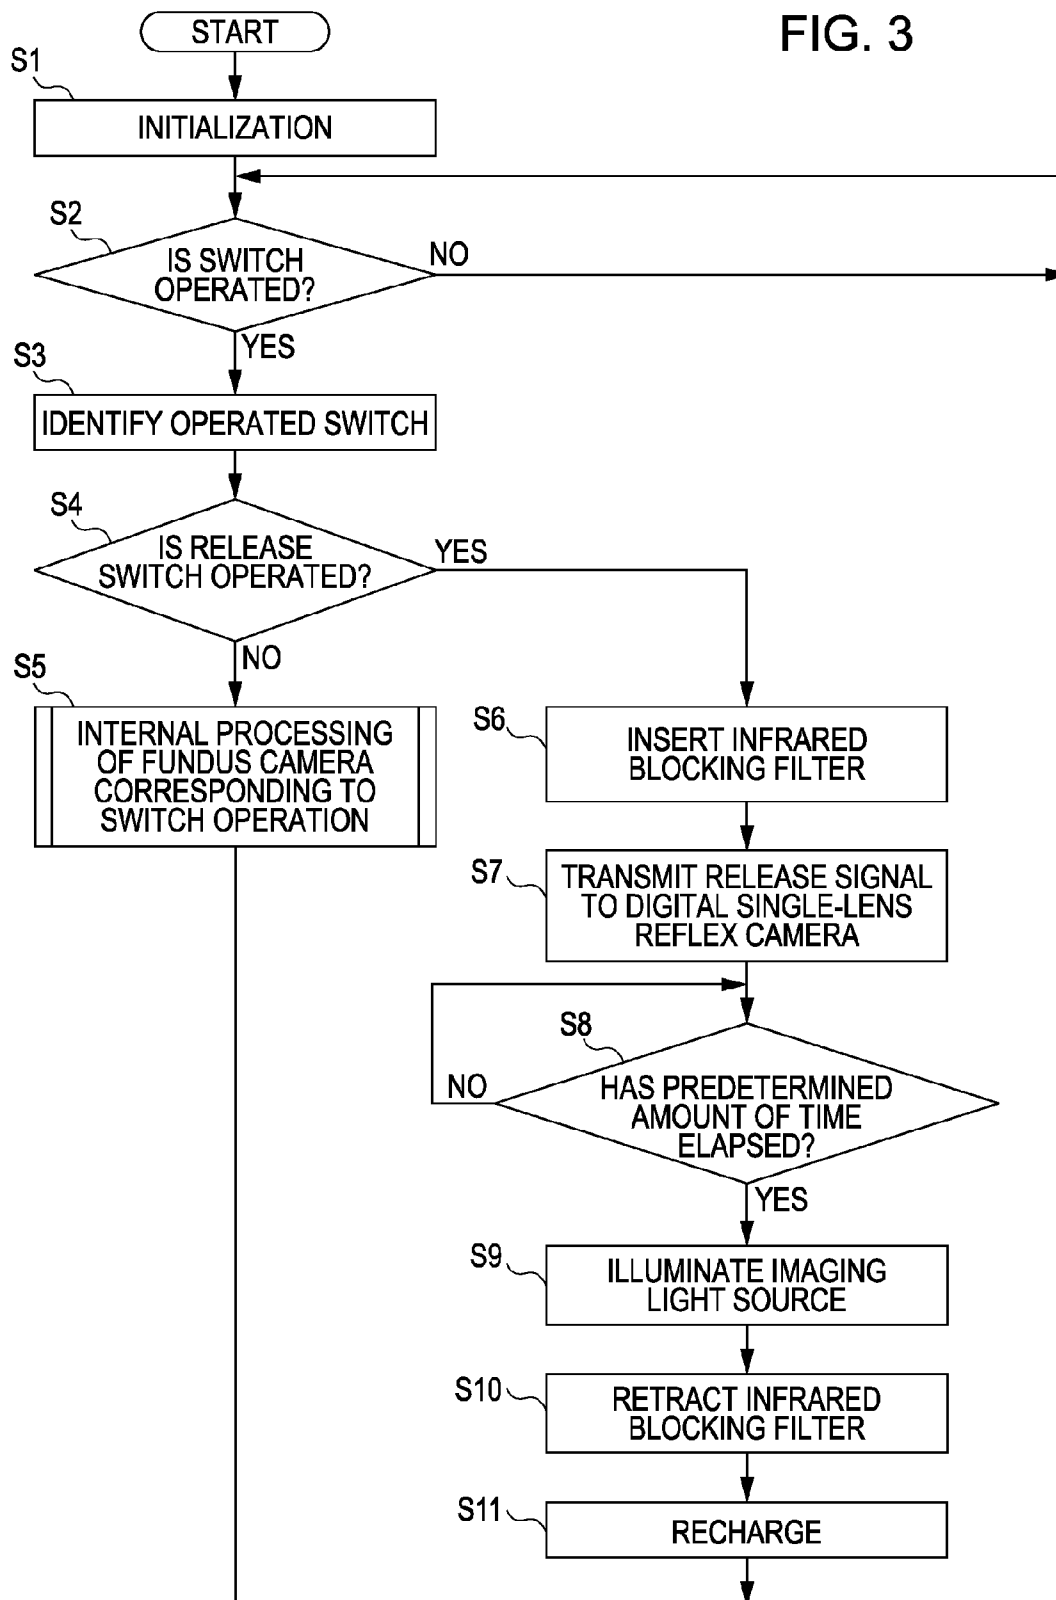 FIG. 3
START
S1
INITIALIZATION
S2
IS SWITCH
OPERATED?
NO
YES
S3
IDENTIFY OPERATED SWITCH
S4
IS RELEASE
SWITCH OPERATED?
YES
NO
S5
INTERNAL PROCESSING
OF FUNDUS CAMERA
CORRESPONDING TO
SWITCH OPERATION
S6
INSERT INFRARED
BLOCKING FILTER
S7
TRANSMIT RELEASE SIGNAL
TO DIGITAL SINGLE-LENS
REFLEX CAMERA
S8
HAS PREDETERMINED
AMOUNT OF TIME
ELAPSED?
NO
YES
S9
ILLUMINATE IMAGING
LIGHT SOURCE
S10
RETRACT INFRARED
BLOCKING FILTER
S11
RECHARGE